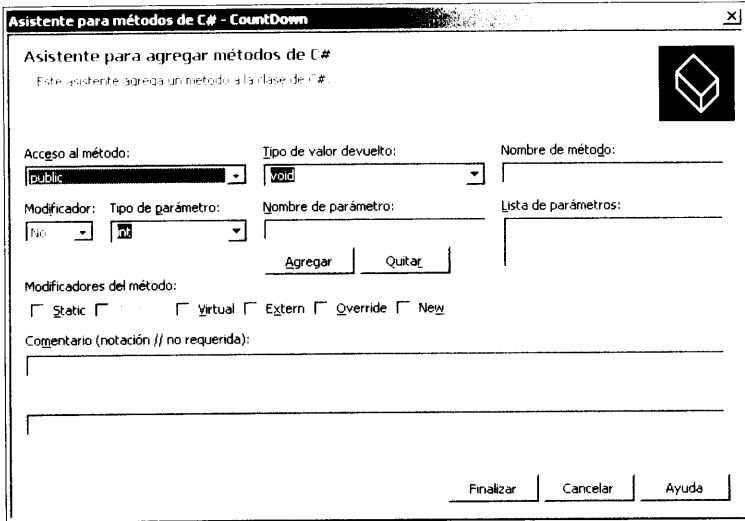 Asistente para métodos de C# - CountDown
Asistente para agregar métodos de C#
Este asistente agrega un método a la clase de C#.
Acceso al método: Tipo de valor devuelto: Nombre de método:
public void
Modificador: Tipo de parámetro: Nombre de parámetro: Lista de parámetros:
No int
Agregar Quitar
Modificadores del método:
Static Virtual Extern Override New
Comentario (notación // no requerida):
Finalizar Cancelar Ayuda